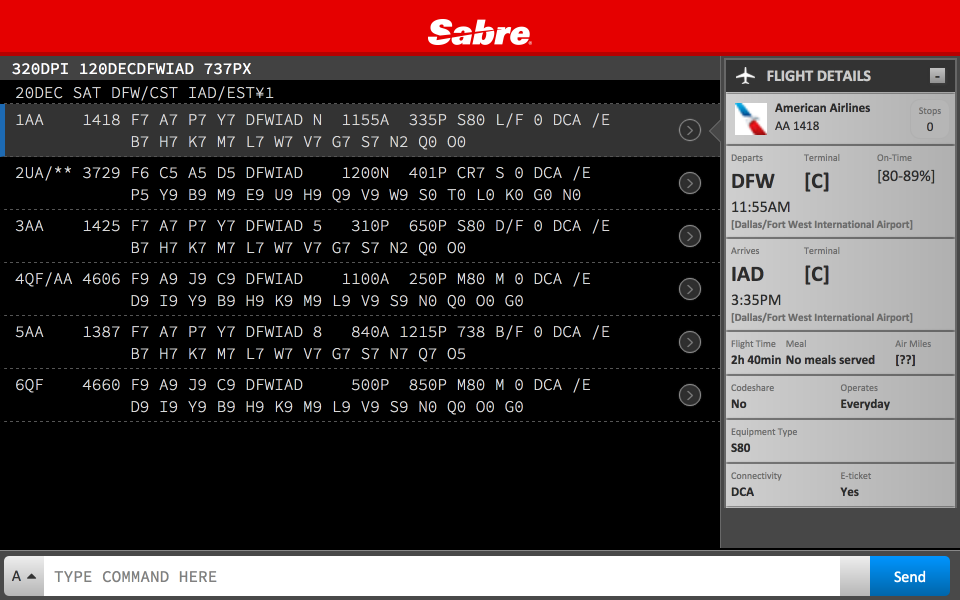 Sabre
320DPI 120DECDFWIAD 737PX
20DEC SAT DFW/CST IAD/EST¥1
1AA 1418 F7 A7 P7 Y7 DFWIAD N 1155A 335P S80 L/F 0 DCA /E
B7 H7 K7 M7 L7 W7 V7 G7 S7 N2 Q0 O0
2UA/** 3729 F6 C5 A5 D5 DFWIAD 1200N 401P CR7 S 0 DCA /E
P5 Y9 B9 M9 E9 U9 H9 Q9 V9 W9 S0 T0 L0 K0 G0 N0
3AA 1425 F7 A7 P7 Y7 DFWIAD 5 310P 650P S80 D/F 0 DCA /E
B7 H7 K7 M7 L7 W7 V7 G7 S7 N2 Q0 O0
4QF/AA 4606 F9 A9 J9 C9 DFWIAD 1100A 250P M80 M 0 DCA /E
D9 I9 Y9 B9 H9 K9 M9 L9 V9 S9 N0 Q0 O0 G0
5AA 1387 F7 A7 P7 Y7 DFWIAD 8 840A 1215P 738 B/F 0 DCA /E
B7 H7 K7 M7 L7 W7 V7 G7 S7 N7 Q7 O5
6QF 4660 F9 A9 J9 C9 DFWIAD 500P 850P M80 M 0 DCA /E
D9 I9 Y9 B9 H9 K9 M9 L9 V9 S9 N0 Q0 O0 G0
FLIGHT DETAILS -
American Airlines
AA 1418
Stops
0
Departs Terminal On-Time
DFW [C] [80-89%]
11:55AM
[Dallas/Fort West International Airport]
Arrives Terminal
IAD [C]
3:35PM
[Dallas/Fort West International Airport]
Flight Time Meal Air Miles
2h 40min No meals served [??]
Codeshare Operates
No Everyday
Equipment Type
S80
Connectivity E-ticket
DCA Yes
A TYPE COMMAND HERE Send